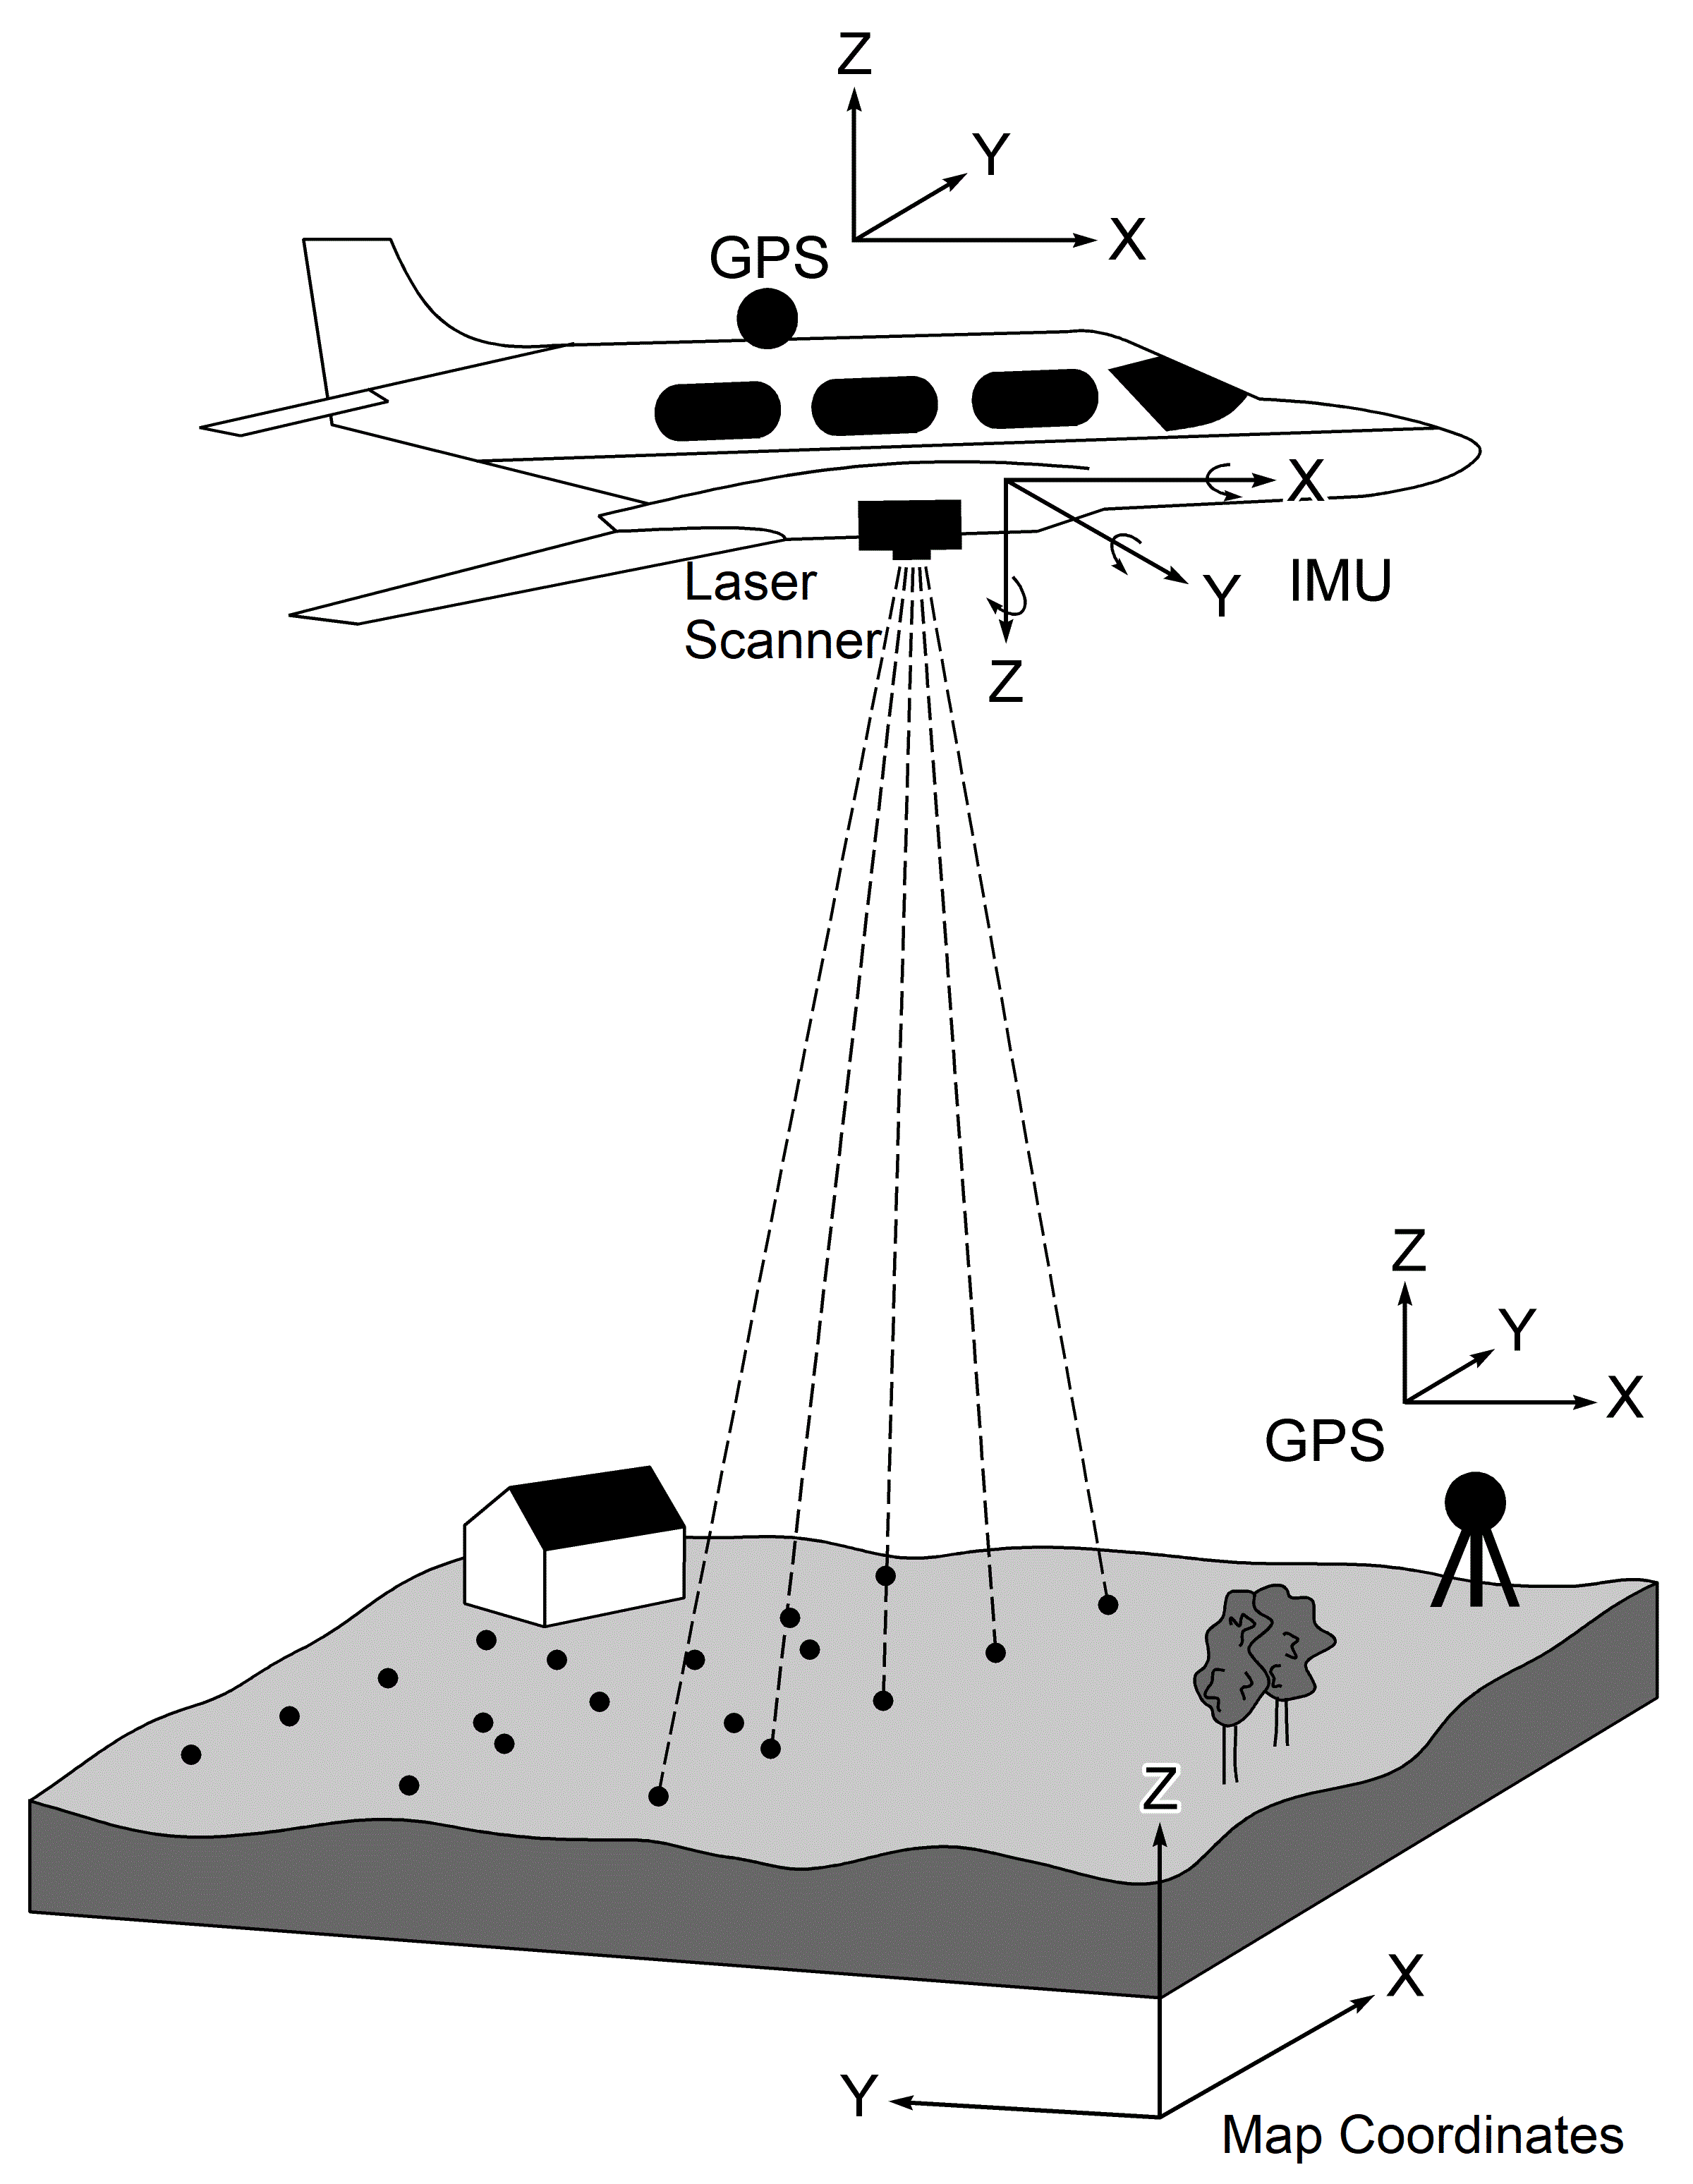 Z
Y
X
GPS
X
Y
IMU
Laser
Scanner
Z
Z
Y
X
GPS
Z
X
Y
Map Coordinates